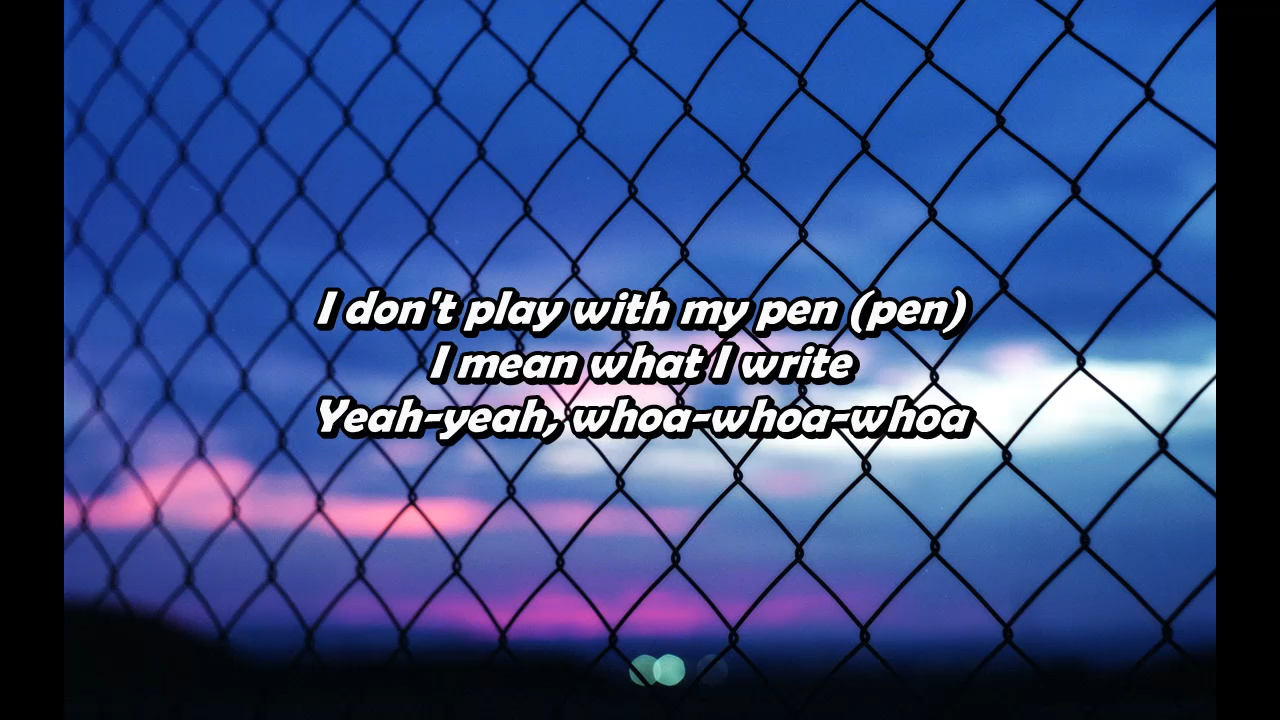 I don't play with my pen (pen)
I mean what I write
Yeah-yeah, whoa-whoa-whoa